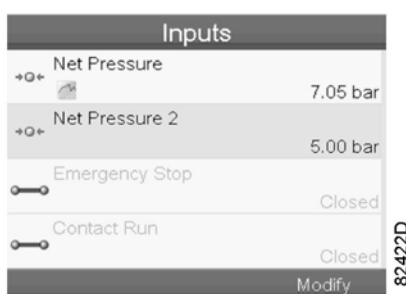 Inputs
Net Pressure
7.05 bar
Net Pressure 2
5.00 bar
Emergency Stop
Closed
Contact Run
Closed
Modify
82422D